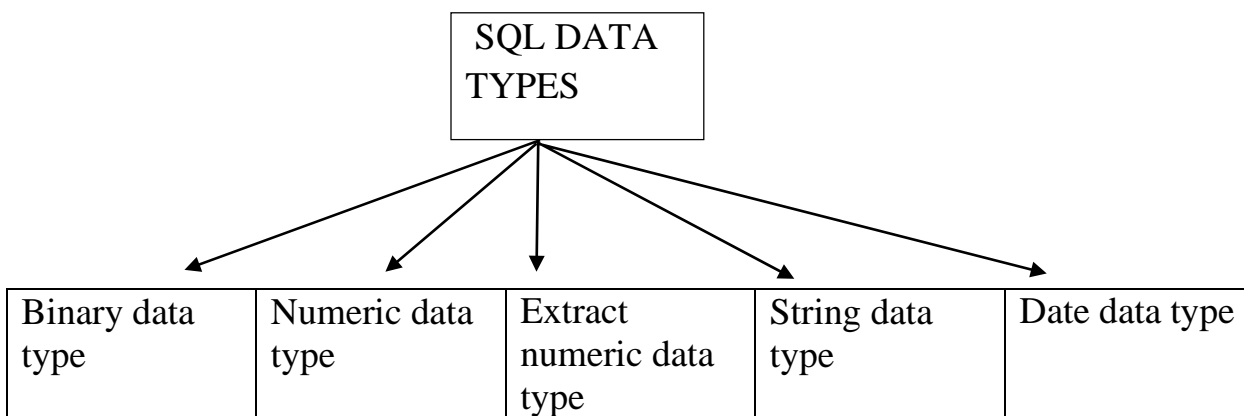 SQL DATA
TYPES
Binary data
type
Numeric data
type
Extract
numeric data
type
String data
type
Date data type